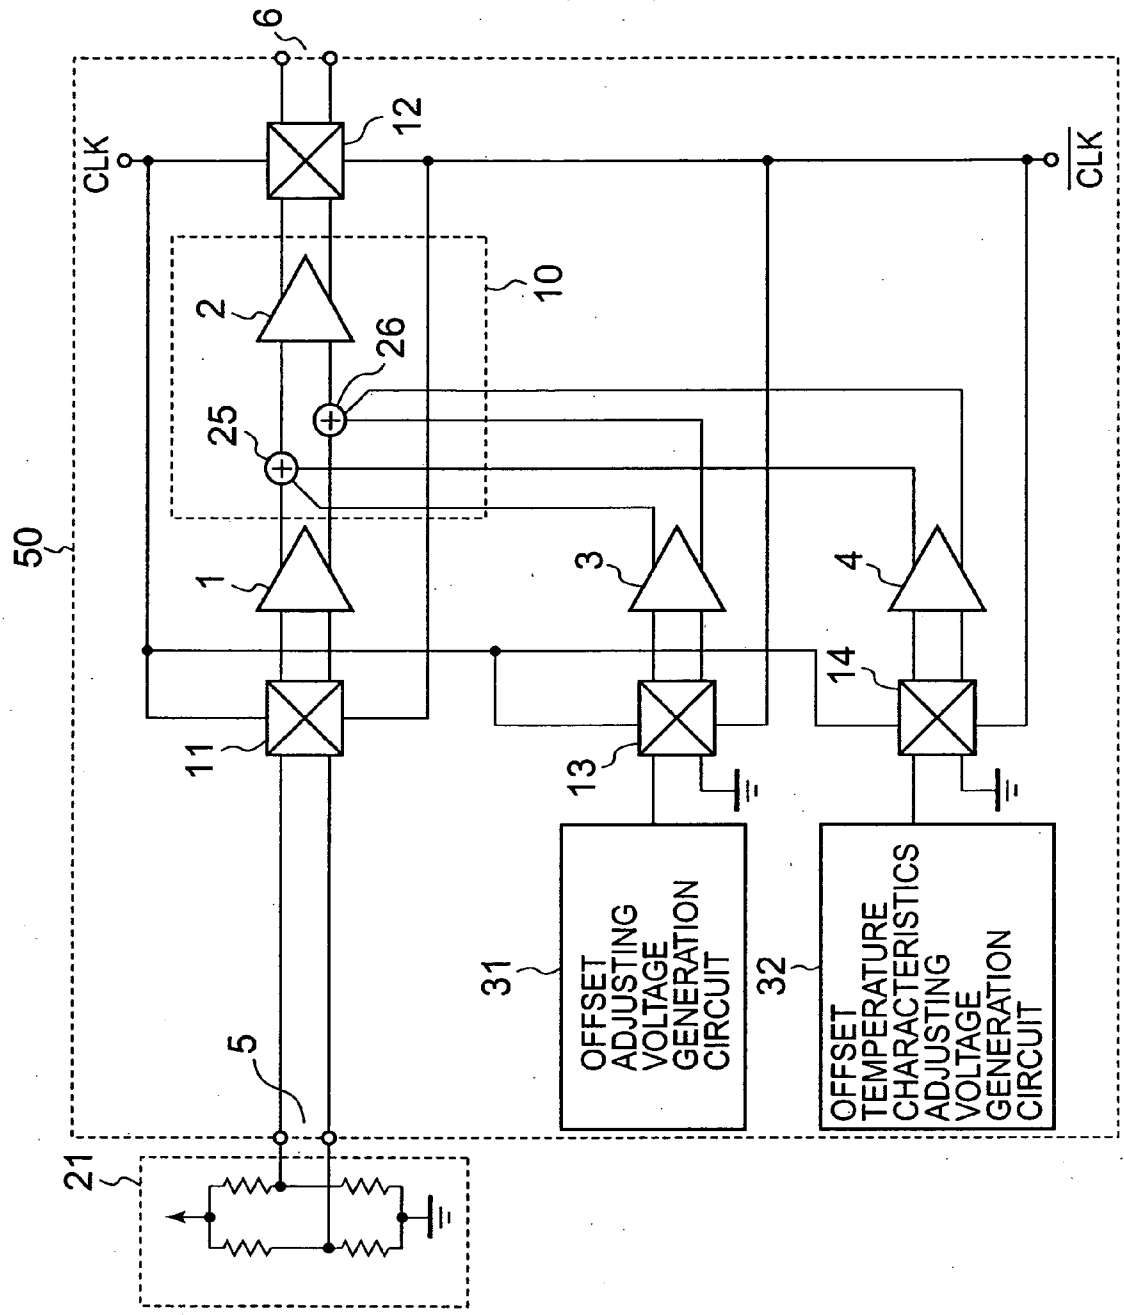 50
6
CLK
12
2
10
26
25
1
11
3
13
4
14
CLK
5
21
31
OFFSET
ADJUSTING
VOLTAGE
GENERATION
CIRCUIT
32
OFFSET
TEMPERATURE
CHARACTERISTICS
ADJUSTING
VOLTAGE
GENERATION
CIRCUIT